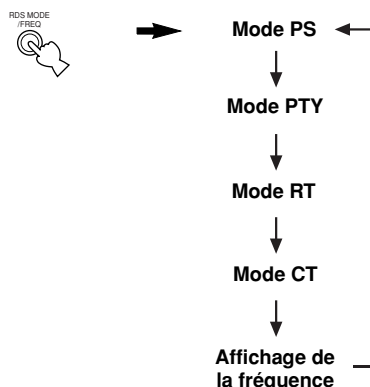 RDS MODE
/FREQ
Mode PS
Mode PTY
Mode RT
Mode CT
Affichage de
la fréquence